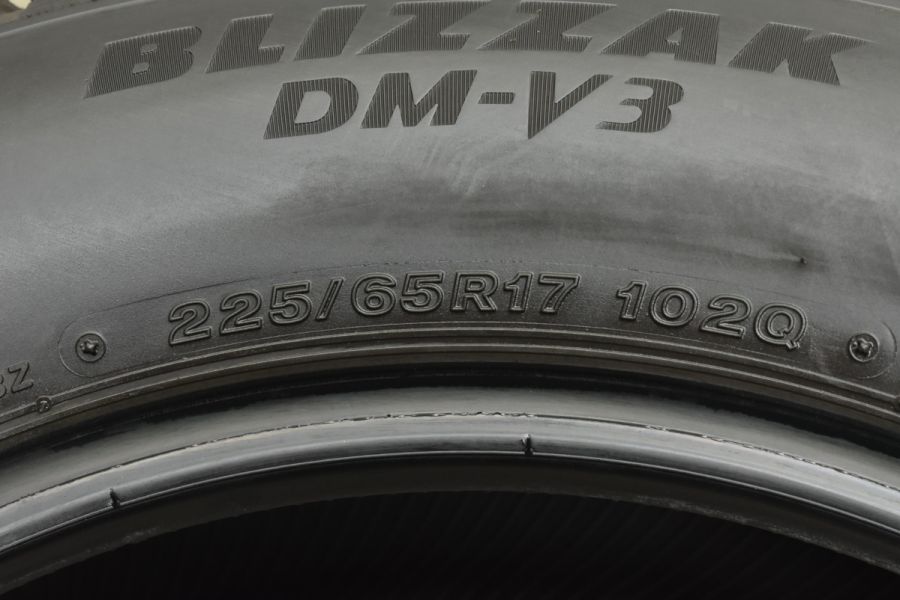 BLIZZAK
DM-V3
225/65R17 102Q